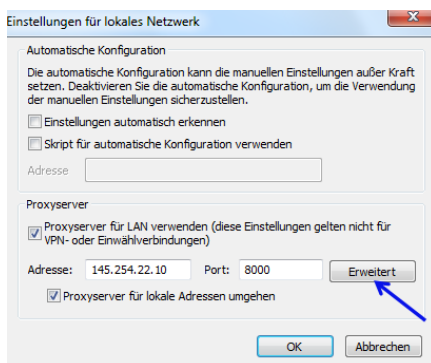 Einstellungen für lokales Netzwerk
Automatische Konfiguration
Die automatische Konfiguration kann die manuellen Einstellungen außer Kraft
setzen. Deaktivieren Sie die automatische Konfiguration, um die Verwendung
der manuellen Einstellungen sicherzustellen.
Einstellungen automatisch erkennen
Skript für automatische Konfiguration verwenden
Adresse
Proxyserver
Proxyserver für LAN verwenden (diese Einstellungen gelten nicht für
VPN- oder Einwählverbindungen)
Adresse: 145.254.22.10 Port: 8000 Erweitert
Proxyserver für lokale Adressen umgehen
OK Abbrechen